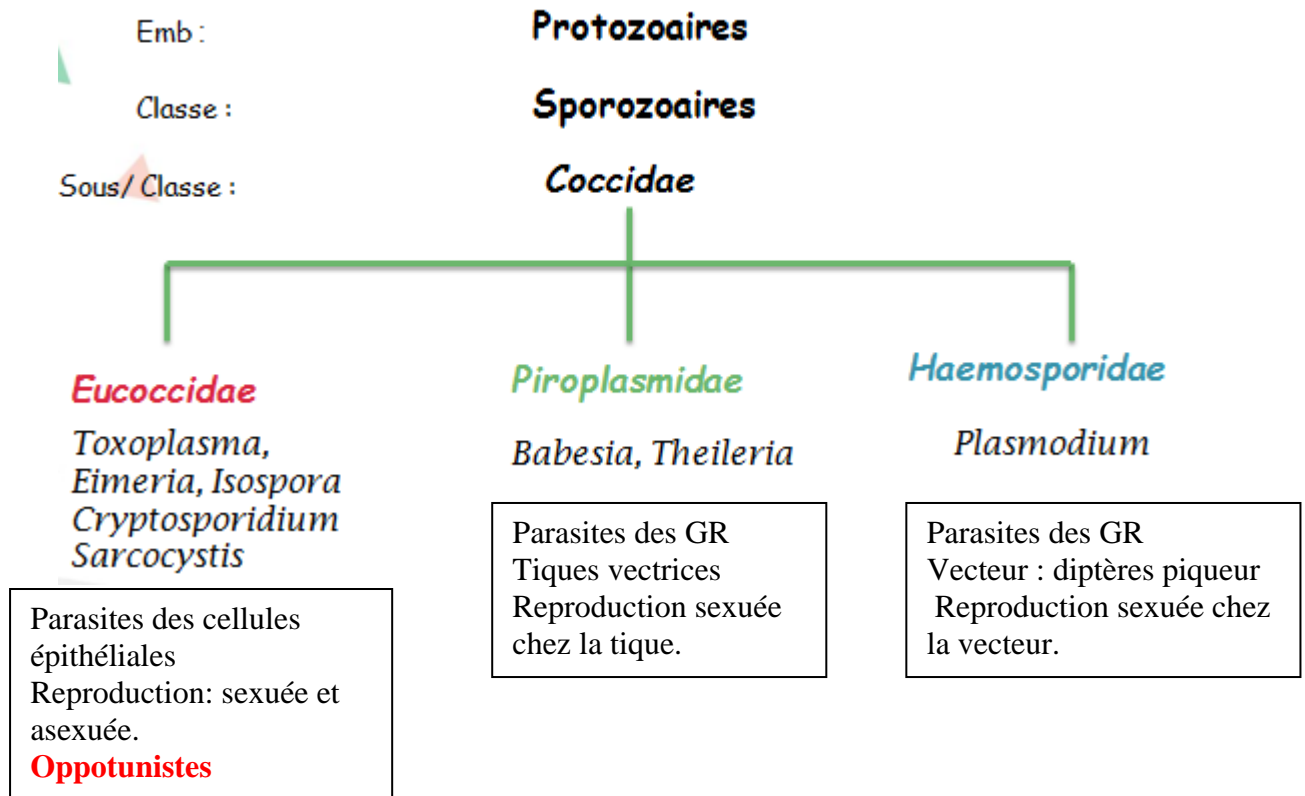 Emb : Protozoaires
Classe : Sporozoaires
Sous/ Classe : Coccidae
Eucoccidae
Toxoplasma,
Eimeria, Isospora
Cryptosporidium
Sarcocystis
Parasites des cellules
épithéliales
Reproduction: sexuée et
asexuée.
Oppotunistes
Piroplasmidae
Babesia, Theileria
Parasites des GR
Tiques vectrices
Reproduction sexuée
chez la tique.
Haemosporidae
Plasmodium
Parasites des GR
Vecteur : diptères piqueur
Reproduction sexuée chez
la vecteur.